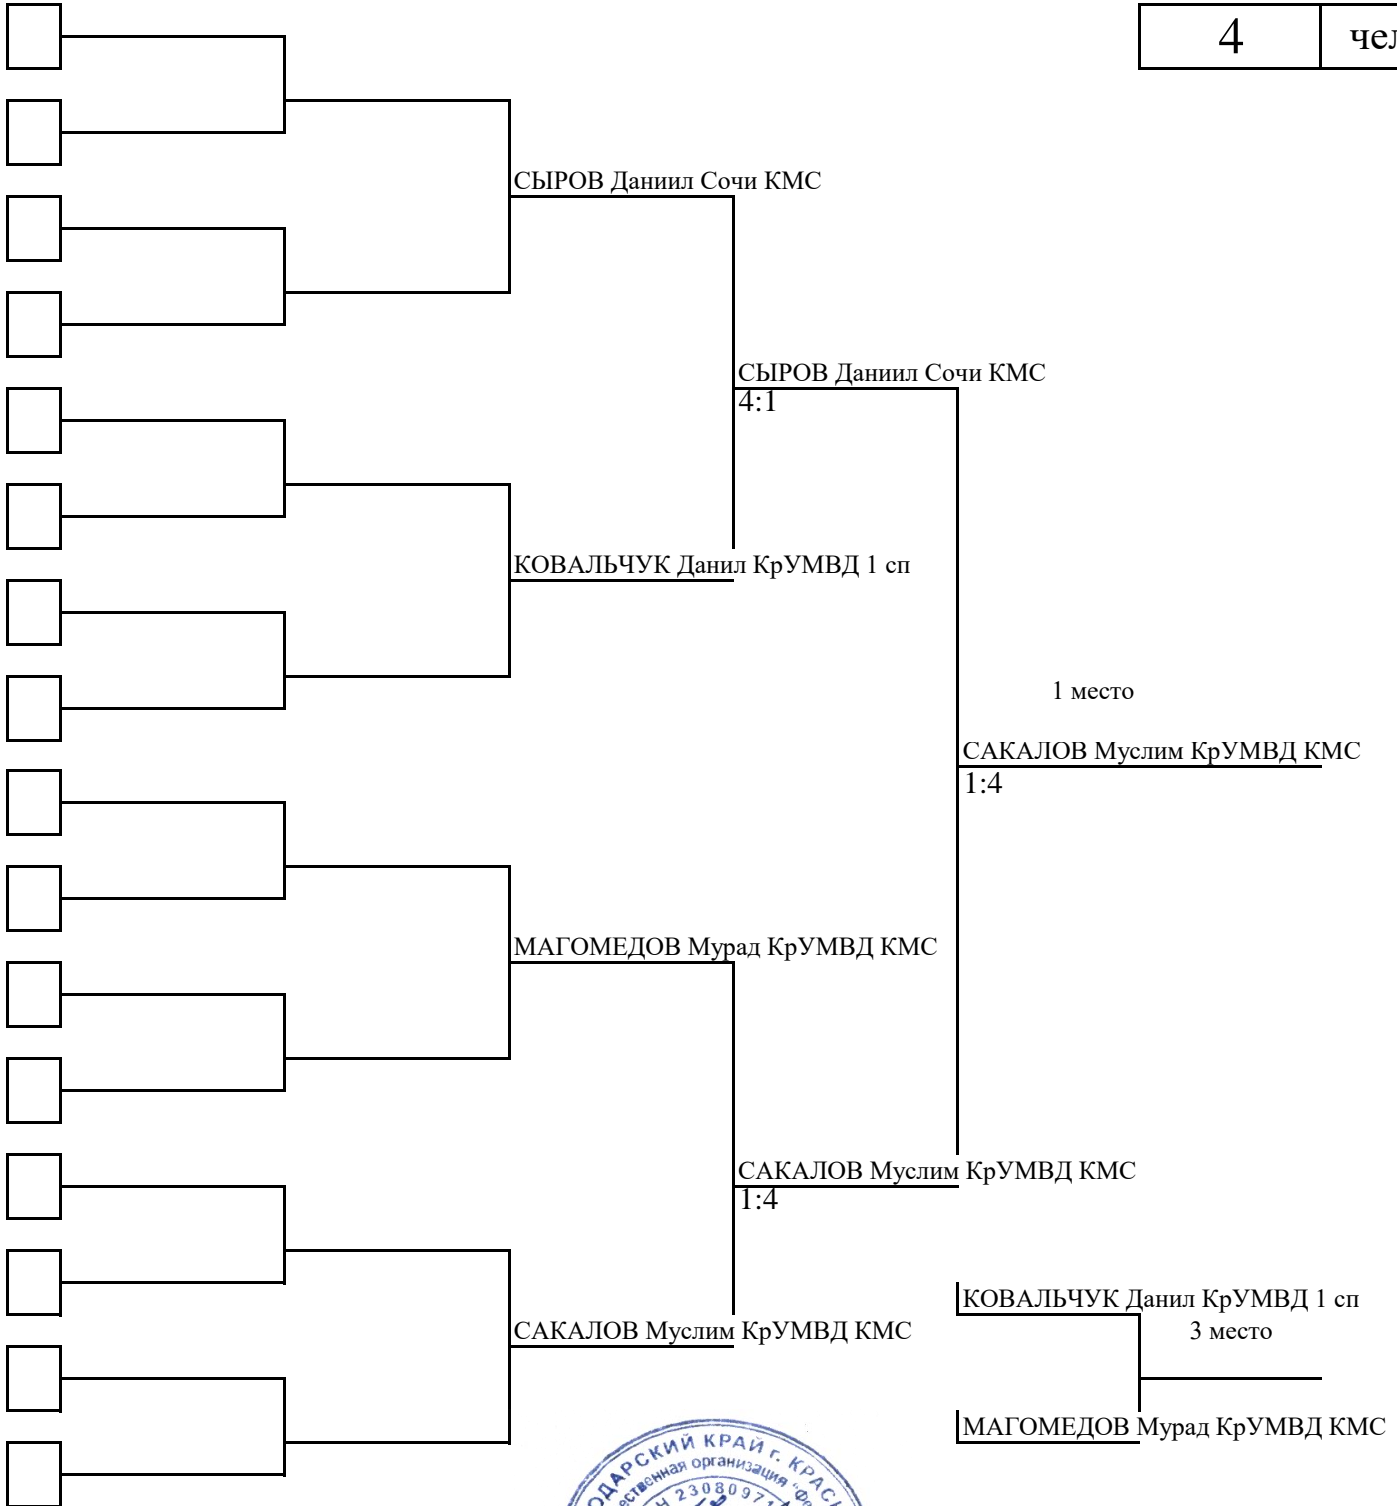 4 чел
СЫРОВ Даниил Сочи КМС
СЫРОВ Даниил Сочи КМС
4:1
КОВАЛЬЧУК Данил КрУМВД 1 сп
1 место
САКАЛОВ Муслим КрУМВД КМС
1:4
МАГОМЕДОВ Мурад КрУМВД КМС
САКАЛОВ Муслим КрУМВД КМС
1:4
КОВАЛЬЧУК Данил КрУМВД 1 сп
САКАЛОВ Муслим КрУМВД КМС
3 место
МАГОМЕДОВ Мурад КрУМВД КМС
КРАЙ г.
организация